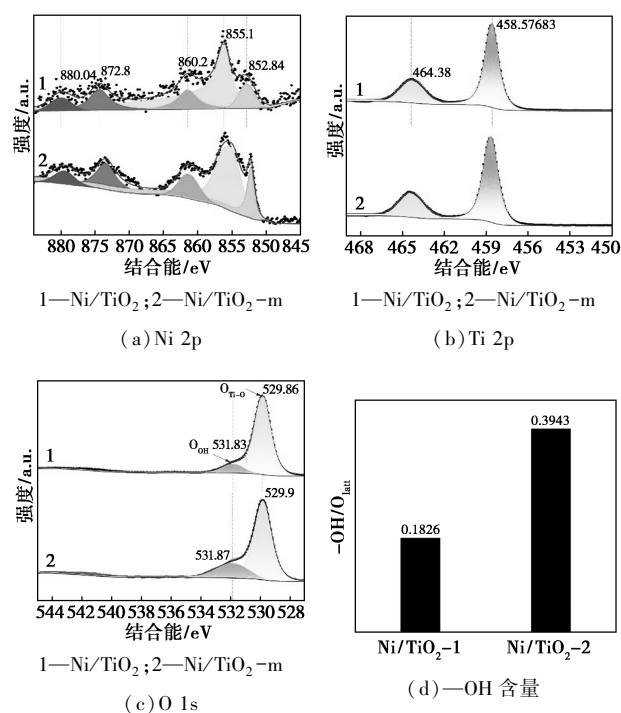 强度/a.u.
1
2
880.04
872.8
860.2
855.1
852.84
880 875 870 865 860 855 850 845
结合能/eV
1—Ni/TiO₂;2—Ni/TiO₂-m
(a)Ni 2p
强度/a.u.
1
2
464.38
458.57683
468 465 462 459 456 453 450
结合能/eV
1—Ni/TiO₂;2—Ni/TiO₂-m
(b)Ti 2p
强度/a.u.
1
2
O_Ti-O
529.86
O_OH
531.83
529.9
531.87
544 542 540 538 536 534 532 530 528
结合能/eV
1—Ni/TiO₂;2—Ni/TiO₂-m
(c)O 1s
-OH/O_latt
0.1826
0.3943
Ni/TiO₂-1
Ni/TiO₂-2
(d)—OH 含量